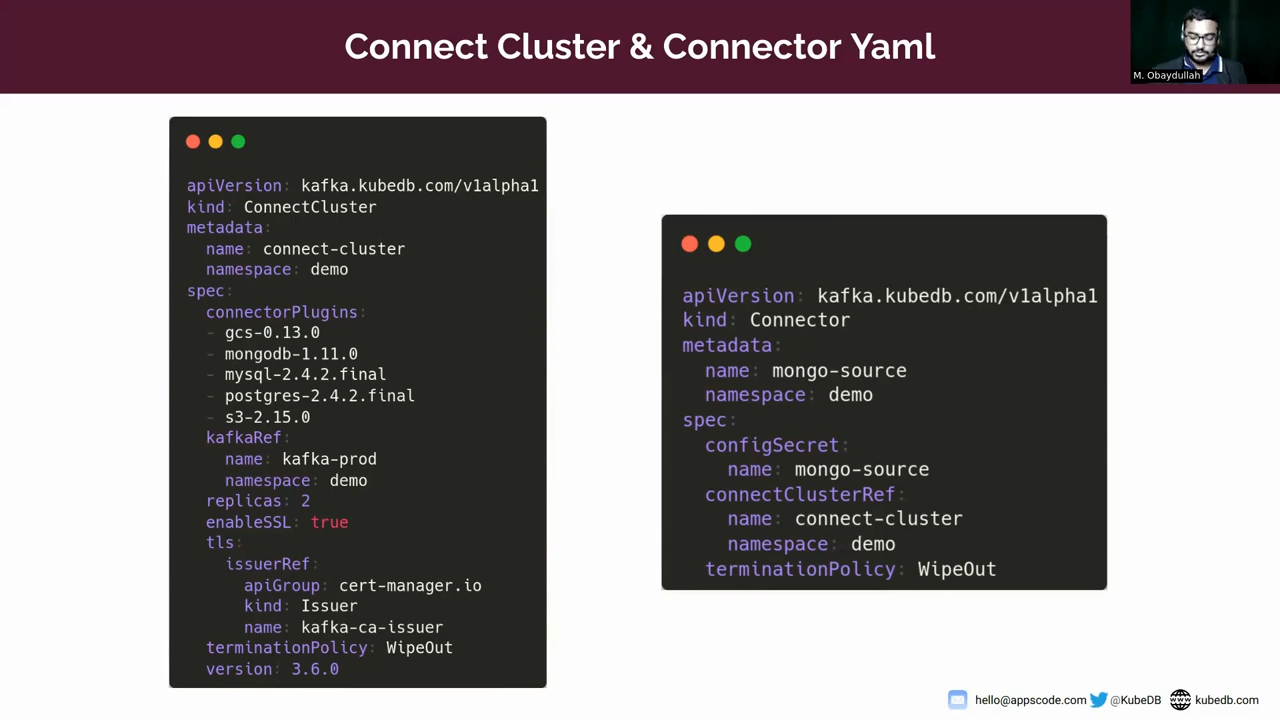 Connect Cluster & Connector Yaml
M. Obaydullah
apiVersion: kafka.kubedb.com/v1alpha1
kind: ConnectCluster
metadata:
  name: connect-cluster
  namespace: demo
spec:
  connectorPlugins:
  - gcs-0.13.0
  - mongodb-1.11.0
  - mysql-2.4.2.final
  - postgres-2.4.2.final
  - s3-2.15.0
  kafkaRef:
    name: kafka-prod
    namespace: demo
  replicas: 2
  enableSSL: true
  tls:
    issuerRef:
      apiGroup: cert-manager.io
      kind: Issuer
      name: kafka-ca-issuer
  terminationPolicy: WipeOut
  version: 3.6.0
apiVersion: kafka.kubedb.com/v1alpha1
kind: Connector
metadata:
  name: mongo-source
  namespace: demo
spec:
  configSecret:
    name: mongo-source
  connectClusterRef:
    name: connect-cluster
    namespace: demo
  terminationPolicy: WipeOut
hello@appscode.com @KubeDB kubedb.com